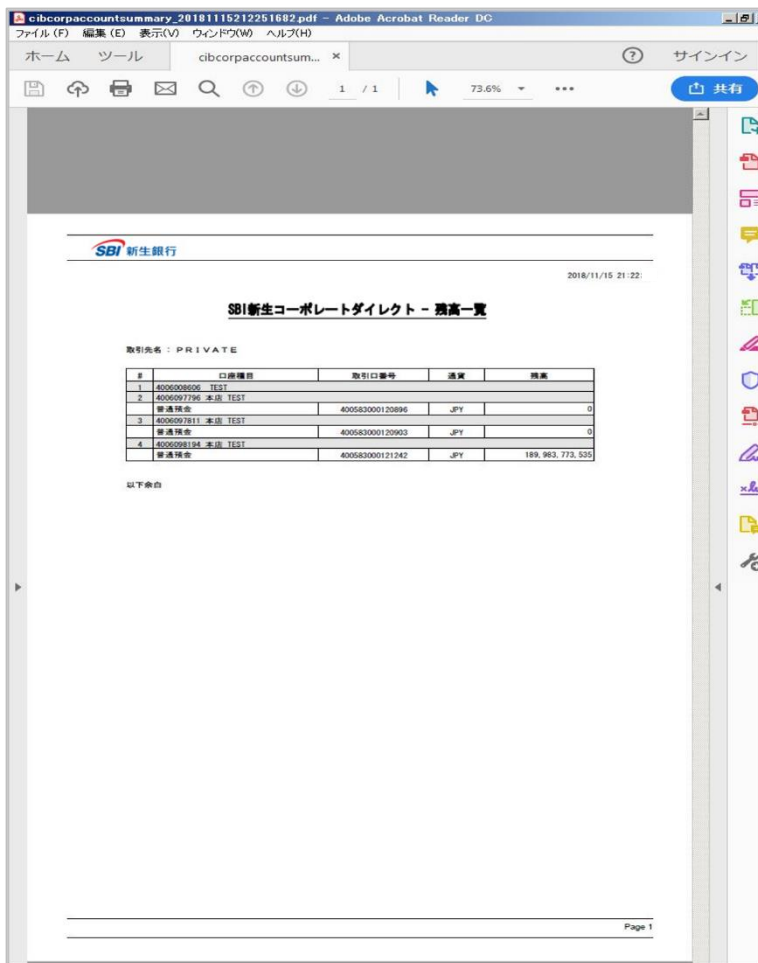 cibcorpaccountsummary_20181115212251682.pdf - Adobe Acrobat Reader DC
ファイル(F) 編集(E) 表示(V) ウィンドウ(W) ヘルプ(H)
ホーム ツール cibcorpaccountsum... × ? サインイン
1 / 1 73.6% 共有
SBI 新生銀行
2018/11/15 21:22:
SBI新生コーポレートダイレクト - 残高一覧
取引先名 : PRIVATE
# 口座種目 取引口番号 通貨 残高
1 4006008606 TEST
2 4006097796 本店 TEST
普通預金 400583000120896 JPY 0
3 4006097811 本店 TEST
普通預金 400583000120903 JPY 0
4 4006098194 本店 TEST
普通預金 400583000121242 JPY 189,983,773,535
以下余白
Page 1